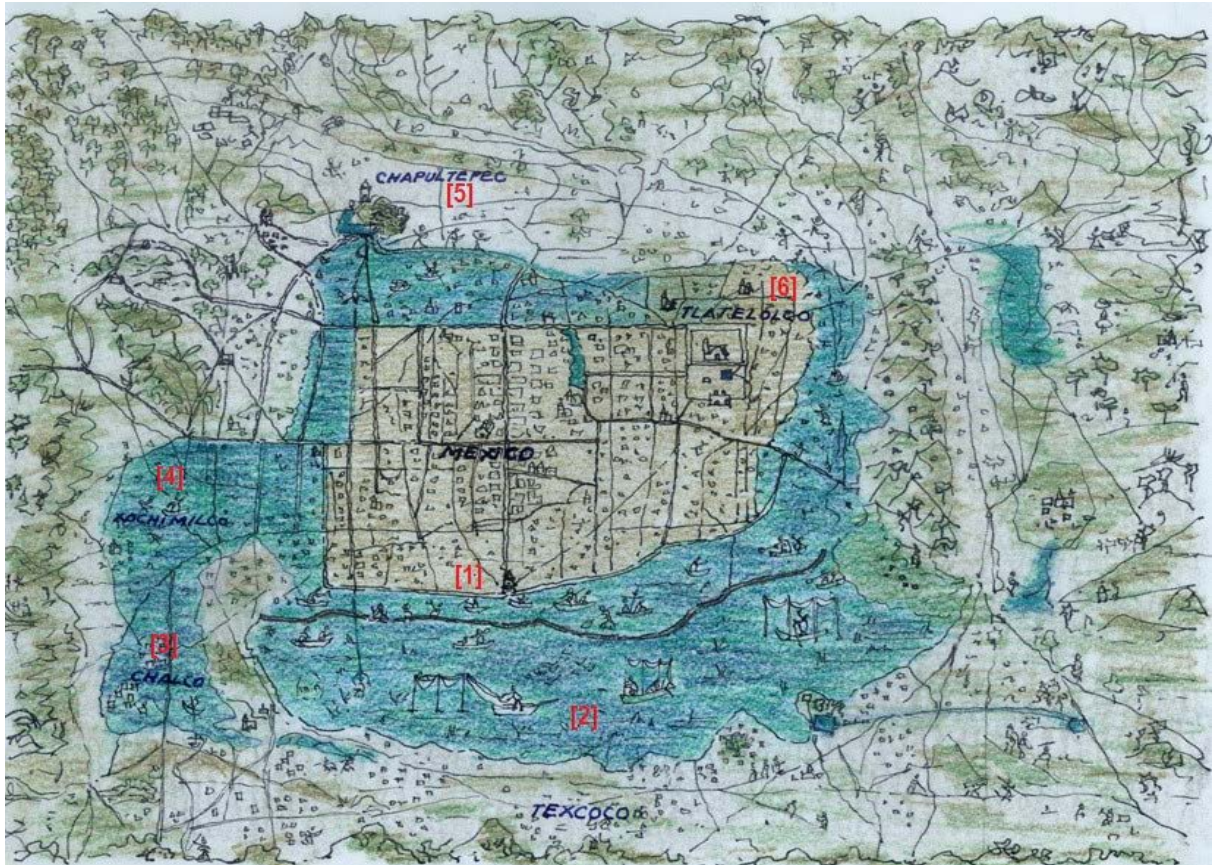 CHAPULTEPEC
[5]
[6]
TLATELOLCO
MEXICO
[4]
XOCHIMILCO
[1]
[3]
CHALCO
[2]
TEXCOCO